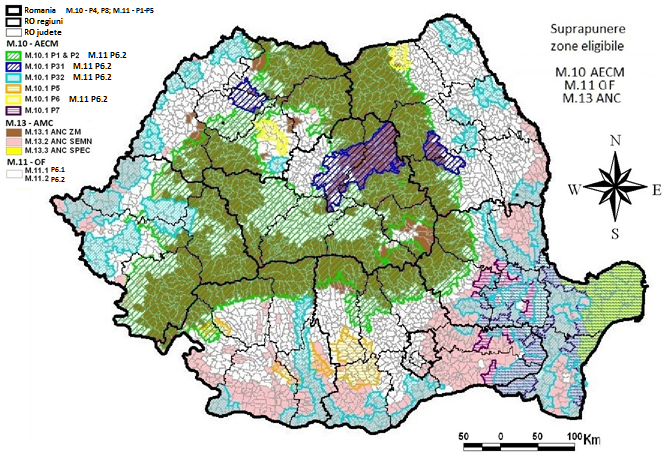 Romania M.10 - P4, P8; M.11 - P1-P5
RO regiuni
RO judete
M.10 - AECM
M.10.1 P1 & P2 M.11 P6.2
M.10.1 P31 M.11 P6.2
M.10.1 P32 M.11 P6.2
M.10.1 P5
M.10.1 P6 M.11 P6.2
M.10.1 P7
M.13 - AMC
M.13.1 ANC ZM
M.13.2 ANC SEMN
M.13.3 ANC SPEC
M.11 - OF
M.11.1 P6.1
M.11.2 P6.2
Suprapunere
zone eligibile
M.10 AECM
M.11 OF
M.13 ANC
N
W E
S
50 0 50 100 Km